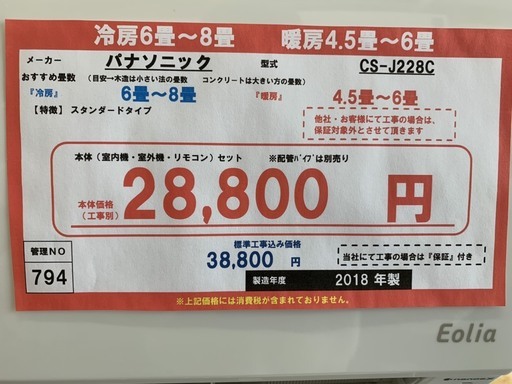 冷房6畳～8畳 暖房4.5畳～6畳
メーカー パナソニック 型式 CS-J228C
おすすめ畳数 (目安→木造は小さい法の畳数 コンクリートは大きい方の畳数)
『冷房』 6畳～8畳 『暖房』 4.5畳～6畳
【特徴】 スタンダードタイプ
他社・お客様にて工事の場合は、
保証対象外とさせて頂きます
本体(室内機・室外機・リモコン)セット ※配管ﾊﾟｲﾌﾟは別売り
本体価格
(工事別) 28,800 円
管理NO
794
標準工事込み価格
38,800 円
当社にて工事の場合は『保証』付き
製造年度 2018 年製
※上記価格には消費税が含まれておりません。
Eolia